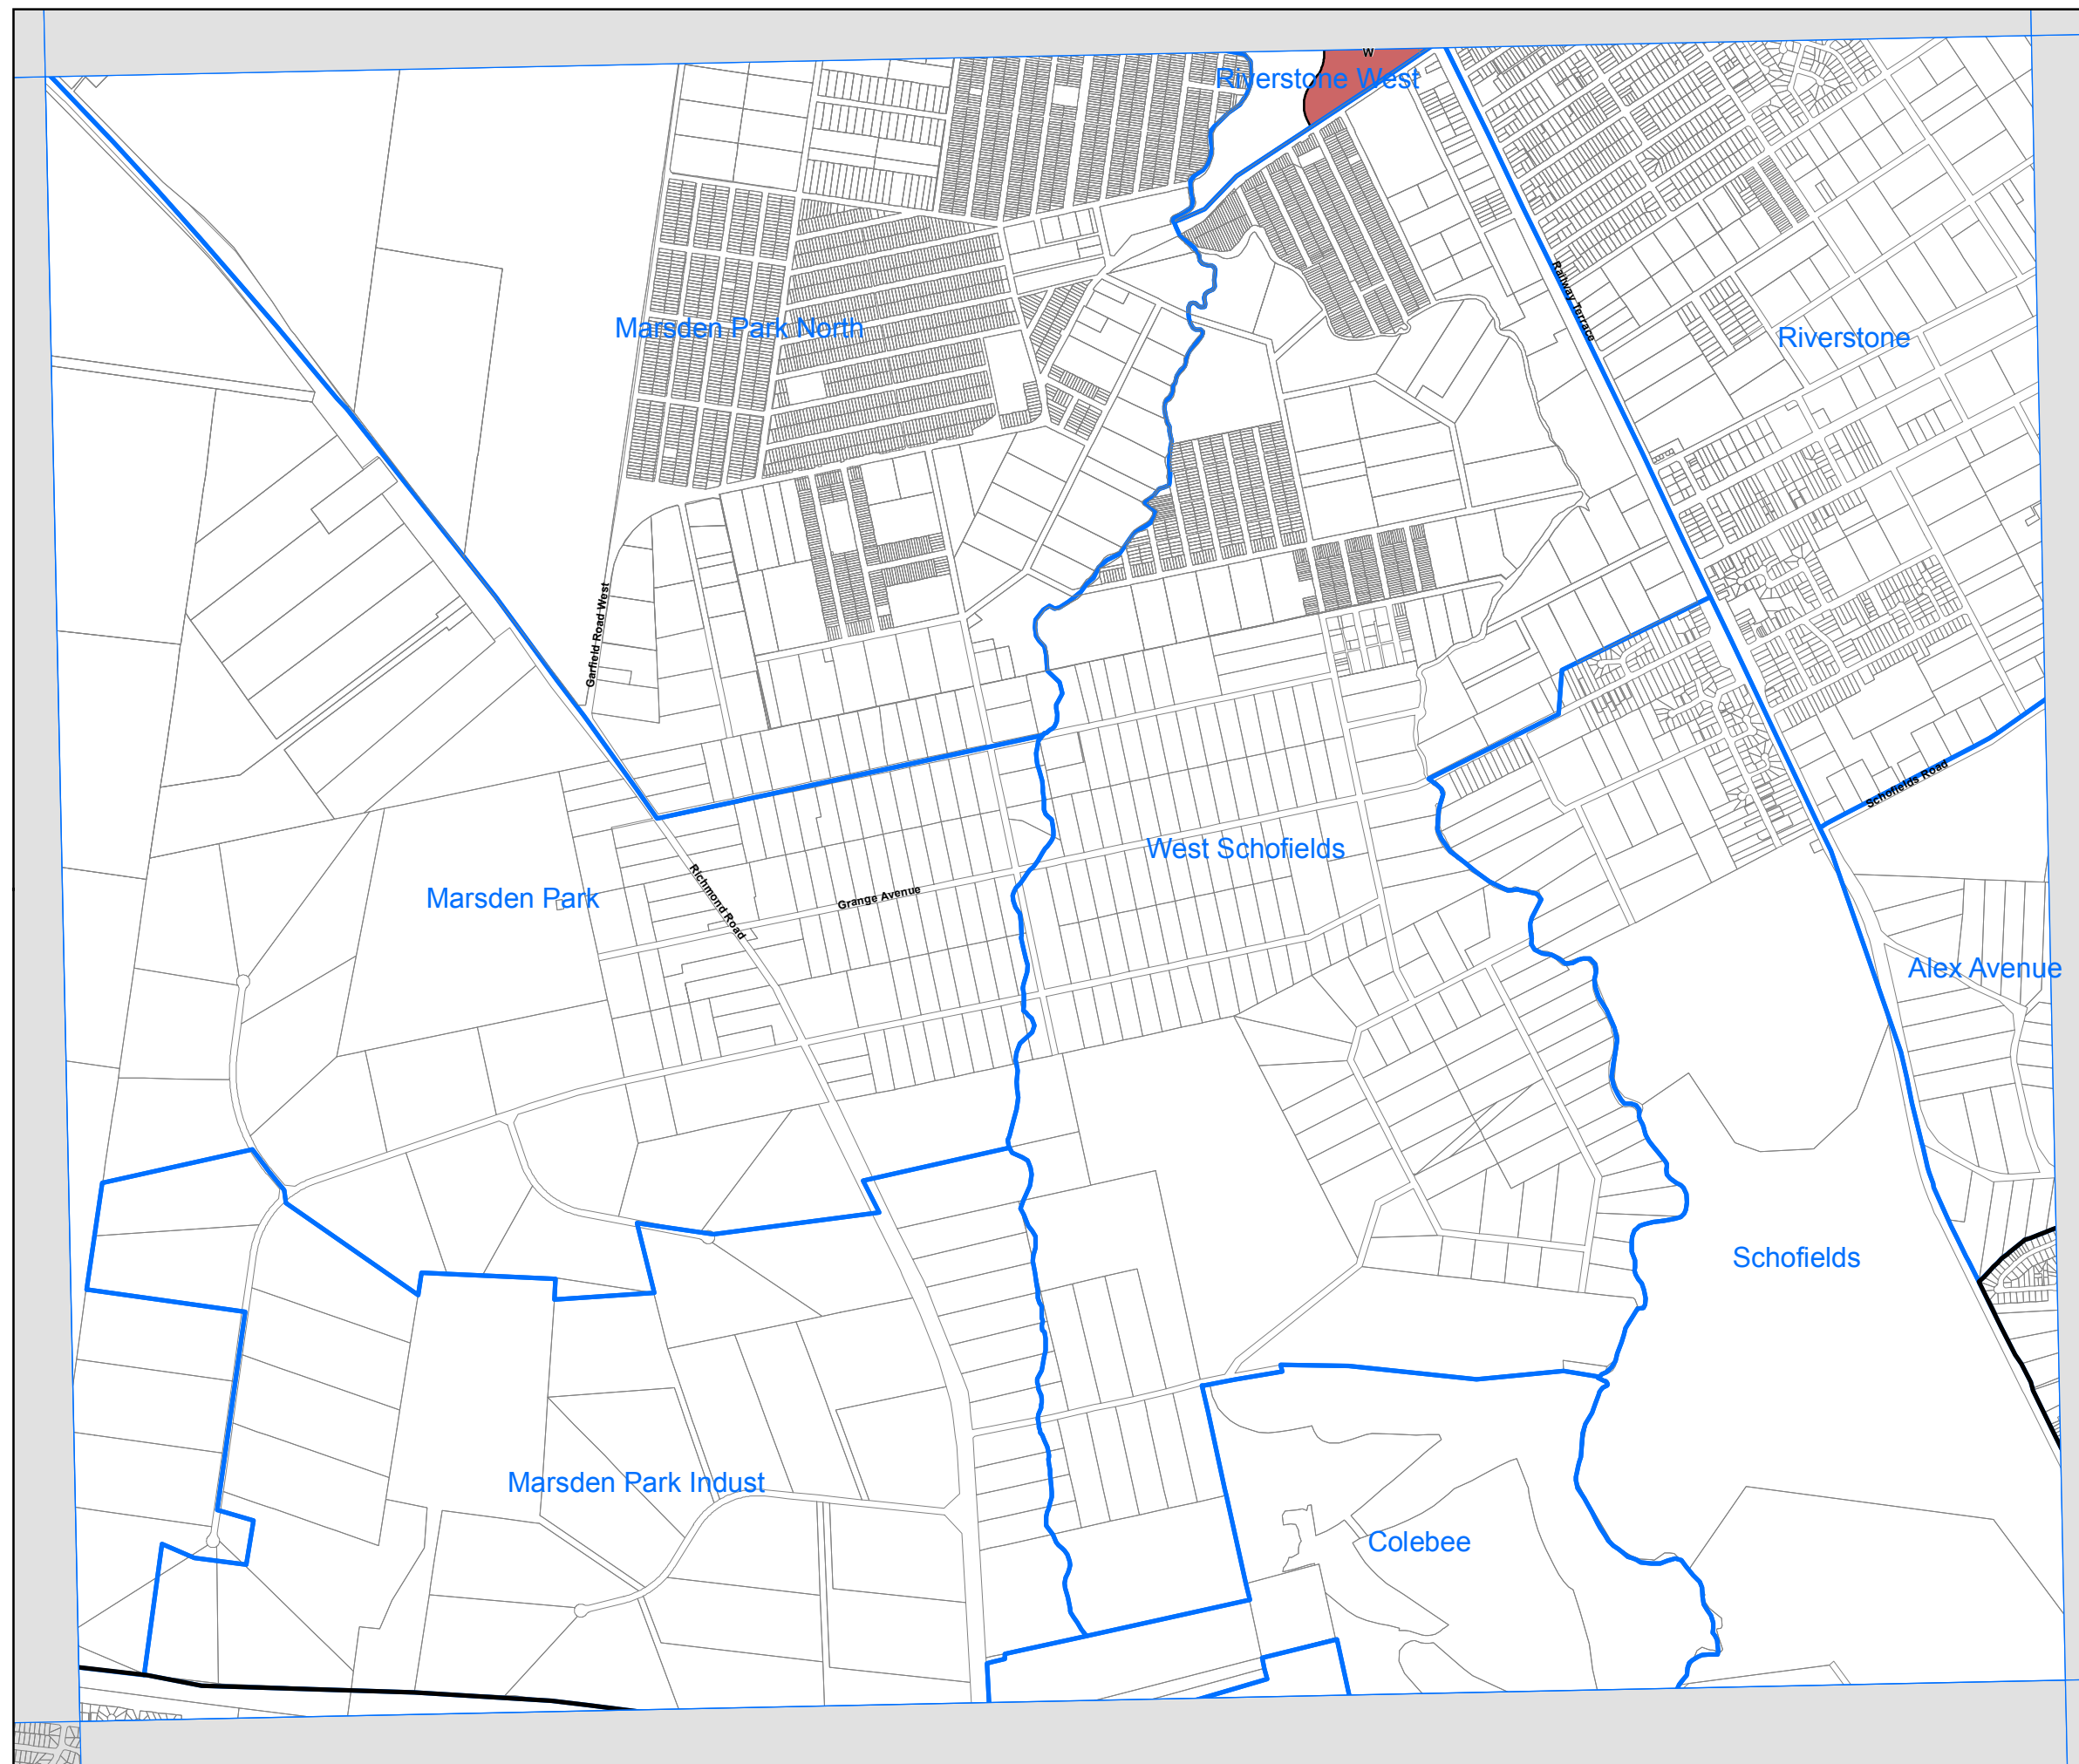 W
Riverstone West
Railway Terrace
Marsden Park North
Riverstone
Garfield Road West
Schofields Road
West Schofields
Marsden Park
Richmond Road
Grange Avenue
Alex Avenue
Schofields
Marsden Park Indust
Colebee